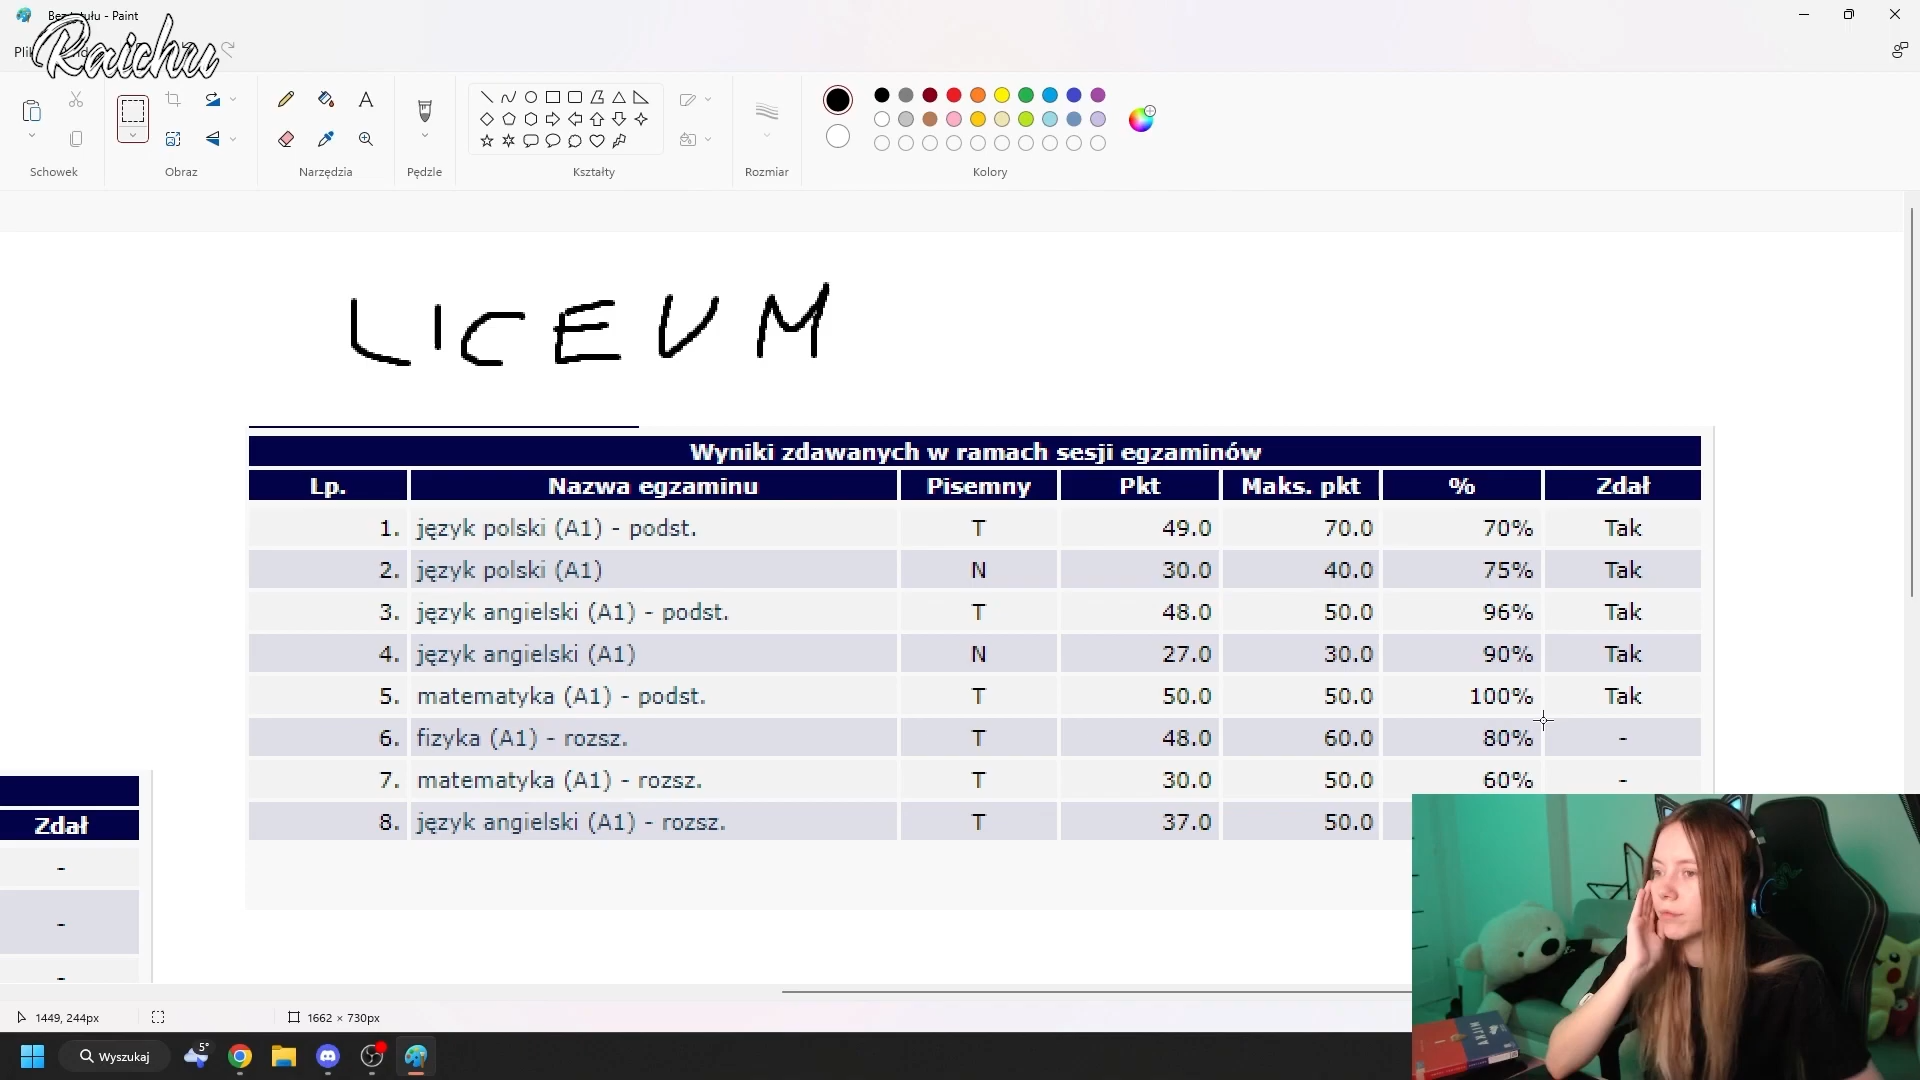 Bez tytułu - Paint
Raichu
Schowek
Obraz
Narzędzia
Pędzle
Kształty
Rozmiar
Kolory
LICEUM
Wyniki zdawanych w ramach sesji egzaminów
Lp. Nazwa egzaminu Pisemny Pkt Maks. pkt % Zdał
1. język polski (A1) - podst. T 49.0 70.0 70% Tak
2. język polski (A1) N 30.0 40.0 75% Tak
3. język angielski (A1) - podst. T 48.0 50.0 96% Tak
4. język angielski (A1) N 27.0 30.0 90% Tak
5. matematyka (A1) - podst. T 50.0 50.0 100% Tak
6. fizyka (A1) - rozsz. T 48.0 60.0 80% -
7. matematyka (A1) - rozsz. T 30.0 50.0 60% -
8. język angielski (A1) - rozsz. T 37.0 50.0
Zdał
-
-
-
1449, 244px
1662 × 730px
5°
Wyszukaj